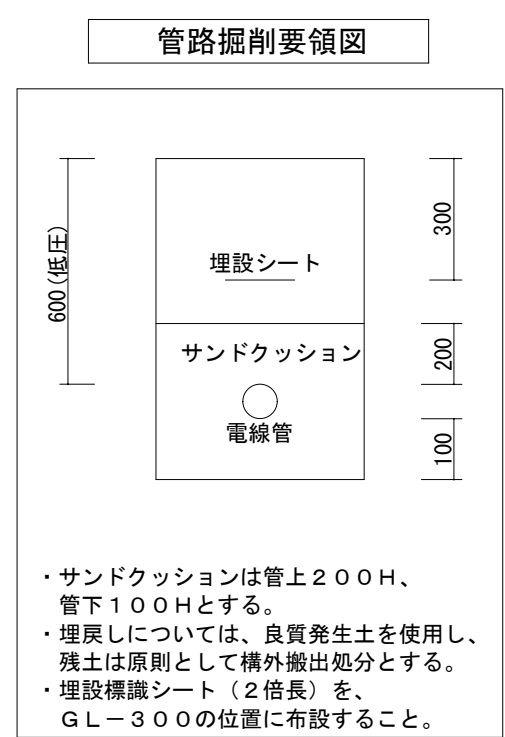 管路掘削要領図
600(低圧)
300
埋設シート
サンドクッション
200
電線管
100
・サンドクッションは管上２００Ｈ、
管下１００Ｈとする。
・埋戻しについては、良質発生土を使用し、
残土は原則として構外搬出処分とする。
・埋設標識シート（２倍長）を、
ＧＬ－３００の位置に布設すること。